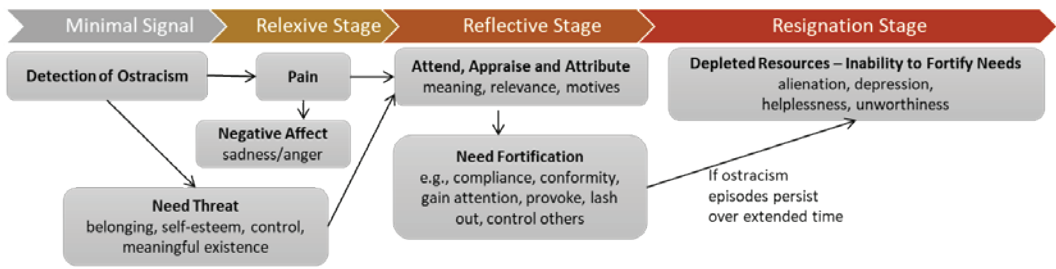 Minimal Signal
Relexive Stage
Reflective Stage
Resignation Stage
Detection of Ostracism
Pain
Negative Affect
sadness/anger
Need Threat
belonging, self-esteem, control,
meaningful existence
Attend, Appraise and Attribute
meaning, relevance, motives
Need Fortification
e.g., compliance, conformity,
gain attention, provoke, lash
out, control others
Depleted Resources – Inability to Fortify Needs
alienation, depression,
helplessness, unworthiness
If ostracism
episodes persist
over extended time